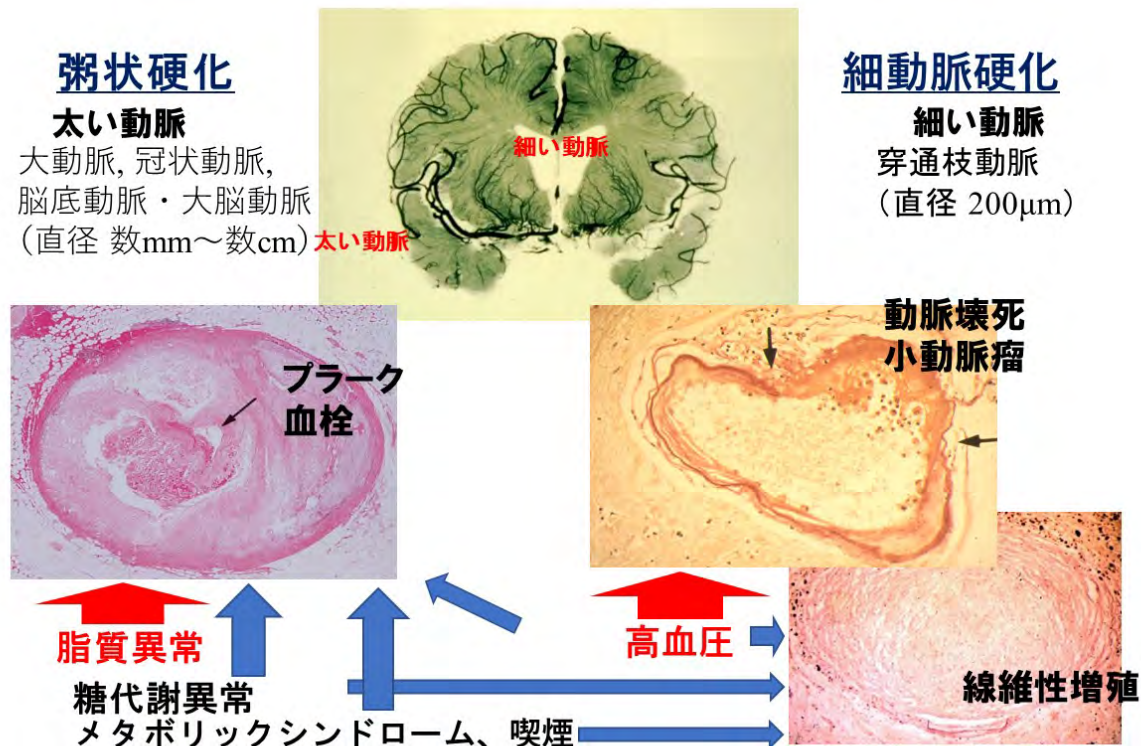 粥状硬化
太い動脈
大動脈, 冠状動脈,
脳底動脈・大脳動脈
(直径 数mm〜数cm)
太い動脈
細い動脈
細動脈硬化
細い動脈
穿通枝動脈
(直径 200μm)
プラーク
血栓
動脈壊死
小動脈瘤
脂質異常
高血圧
糖代謝異常
メタボリックシンドローム、喫煙
線維性増殖